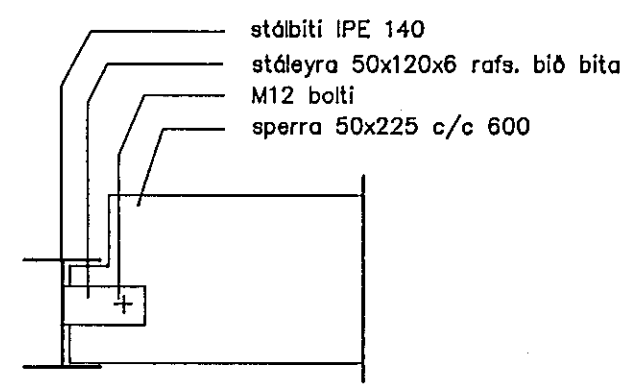 stálbiti IPE 140
stáleyra 50x120x6 rafs. bið bita
M12 bolti
sperra 50x225 c/c 600